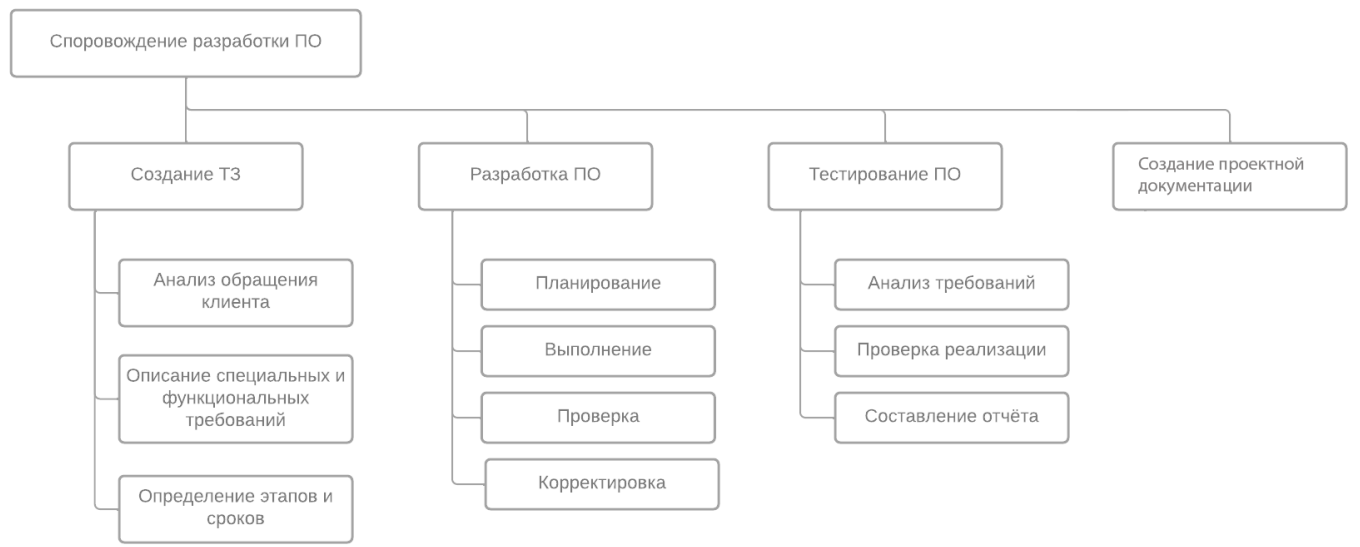 Споровождение разработки ПО
Создание ТЗ
Анализ обращения
клиента
Описание специальных и
функциональных
требований
Определение этапов и
сроков
Разработка ПО
Планирование
Выполнение
Проверка
Корректировка
Тестирование ПО
Анализ требований
Проверка реализации
Составление отчёта
Создание проектной
документации